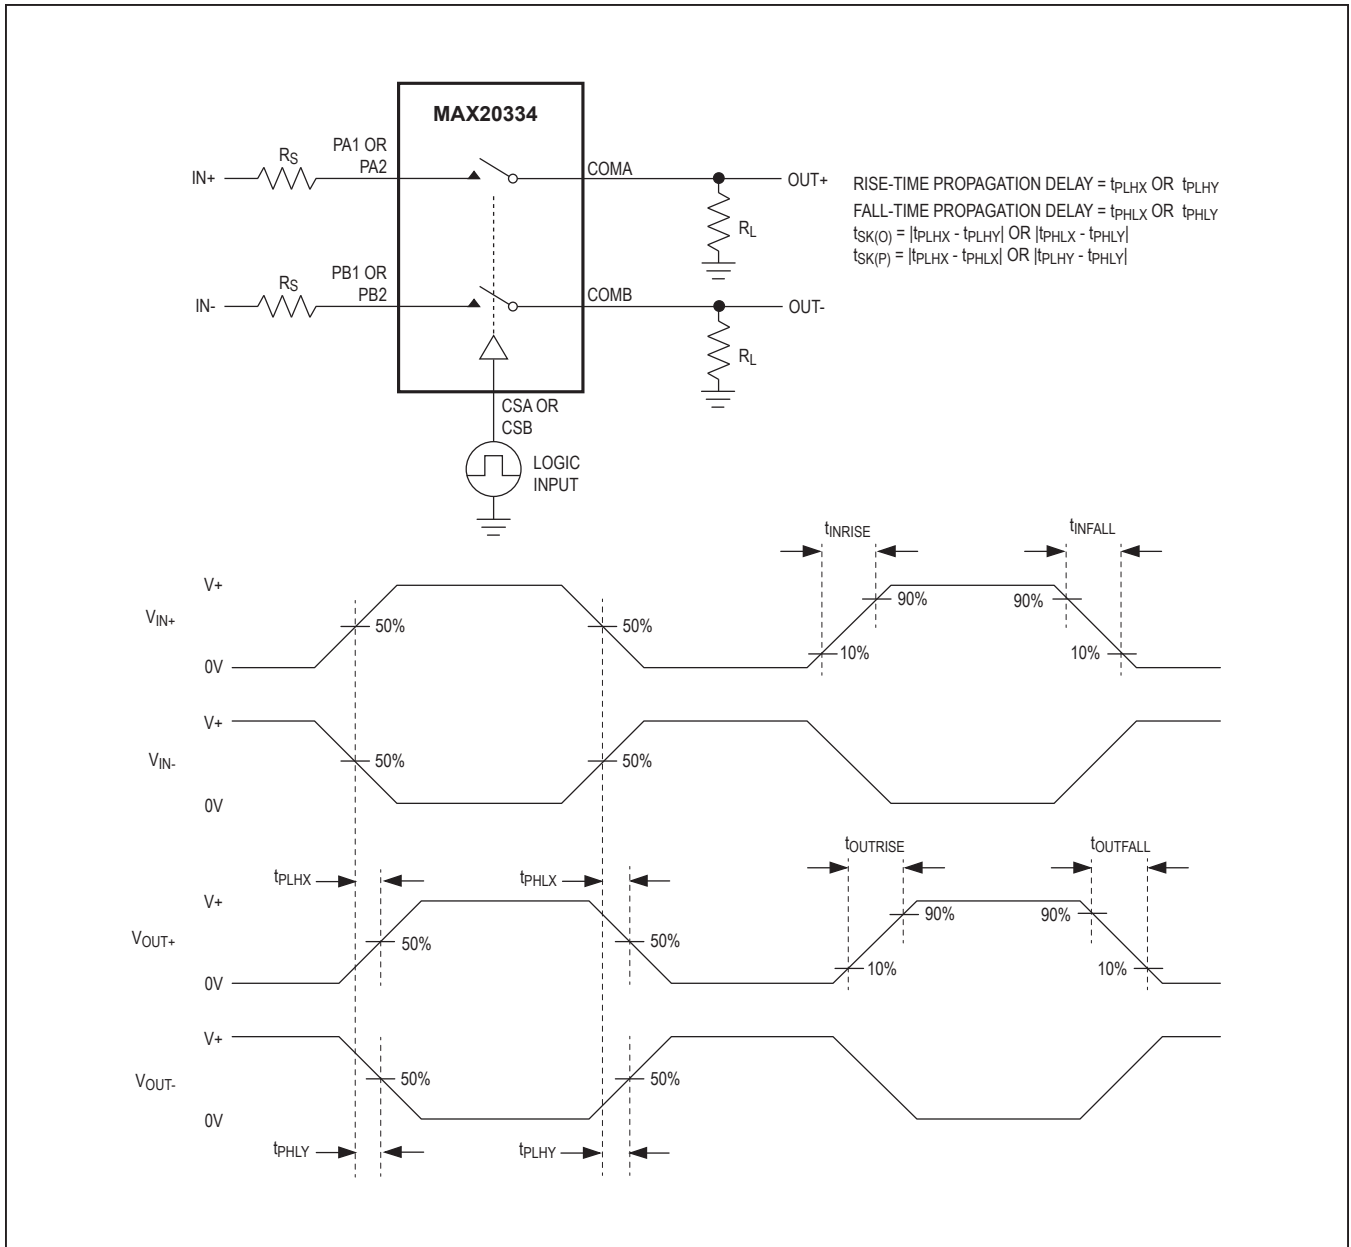 MAX20334
PA1 OR
PA2
RS
IN+
COMA
OUT+
RL
RISE-TIME PROPAGATION DELAY = tPLHX OR tPLHY
FALL-TIME PROPAGATION DELAY = tPHLX OR tPHLY
tSK(O) = |tPLHX - tPLHY| OR |tPHLX - tPHLY|
tSK(P) = |tPLHX - tPHLX| OR |tPLHY - tPHLY|
PB1 OR
PB2
RS
IN-
COMB
OUT-
RL
CSA OR
CSB
LOGIC
INPUT
tINRISE
tINFALL
V+
VIN+
0V
50%
50%
90%
10%
90%
10%
V+
VIN-
0V
50%
50%
tOUTRISE
tOUTFALL
tPLHX
tPHLX
V+
VOUT+
0V
50%
50%
90%
10%
90%
10%
V+
VOUT-
0V
50%
50%
tPHLY
tPLHY